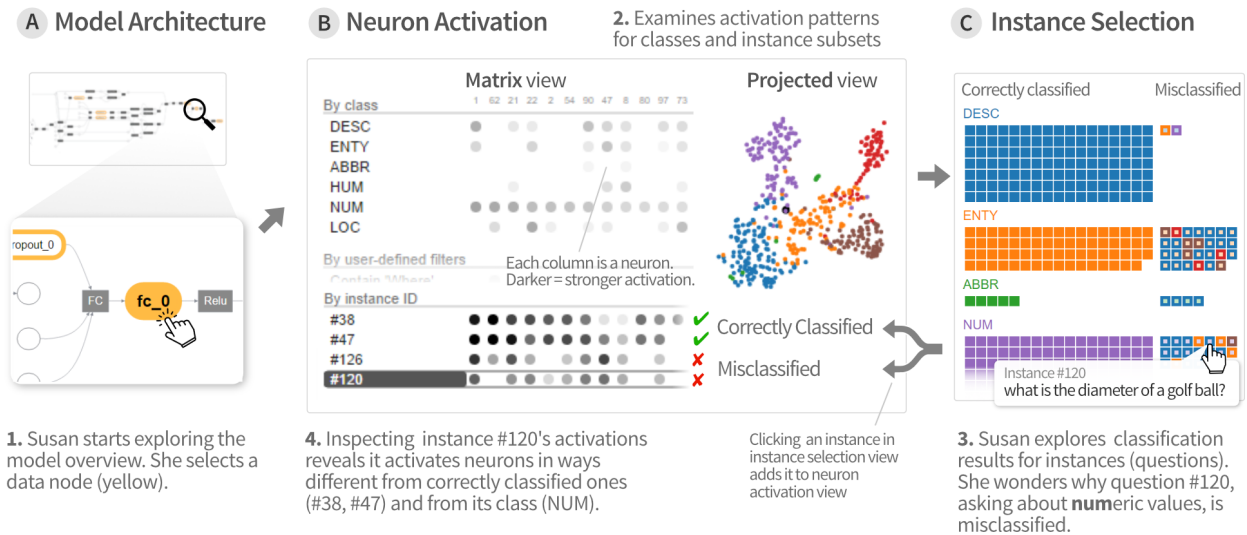 A Model Architecture
ropout_0
FC
fc_0
Relu
1. Susan starts exploring the
model overview. She selects a
data node (yellow).
B Neuron Activation
2. Examines activation patterns
for classes and instance subsets
Matrix view
Projected view
By class 1 62 21 22 2 54 90 47 8 80 97 73
DESC
ENTY
ABBR
HUM
NUM
LOC
By user-defined filters
Contain 'Where'
Each column is a neuron.
Darker = stronger activation.
By instance ID
#38
#47
#126
#120
Correctly Classified
Misclassified
4. Inspecting instance #120's activations
reveals it activates neurons in ways
different from correctly classified ones
(#38, #47) and from its class (NUM).
Clicking an instance in
instance selection view
adds it to neuron
activation view
C Instance Selection
Correctly classified Misclassified
DESC
ENTY
ABBR
NUM
Instance #120
what is the diameter of a golf ball?
3. Susan explores classification
results for instances (questions).
She wonders why question #120,
asking about numeric values, is
misclassified.